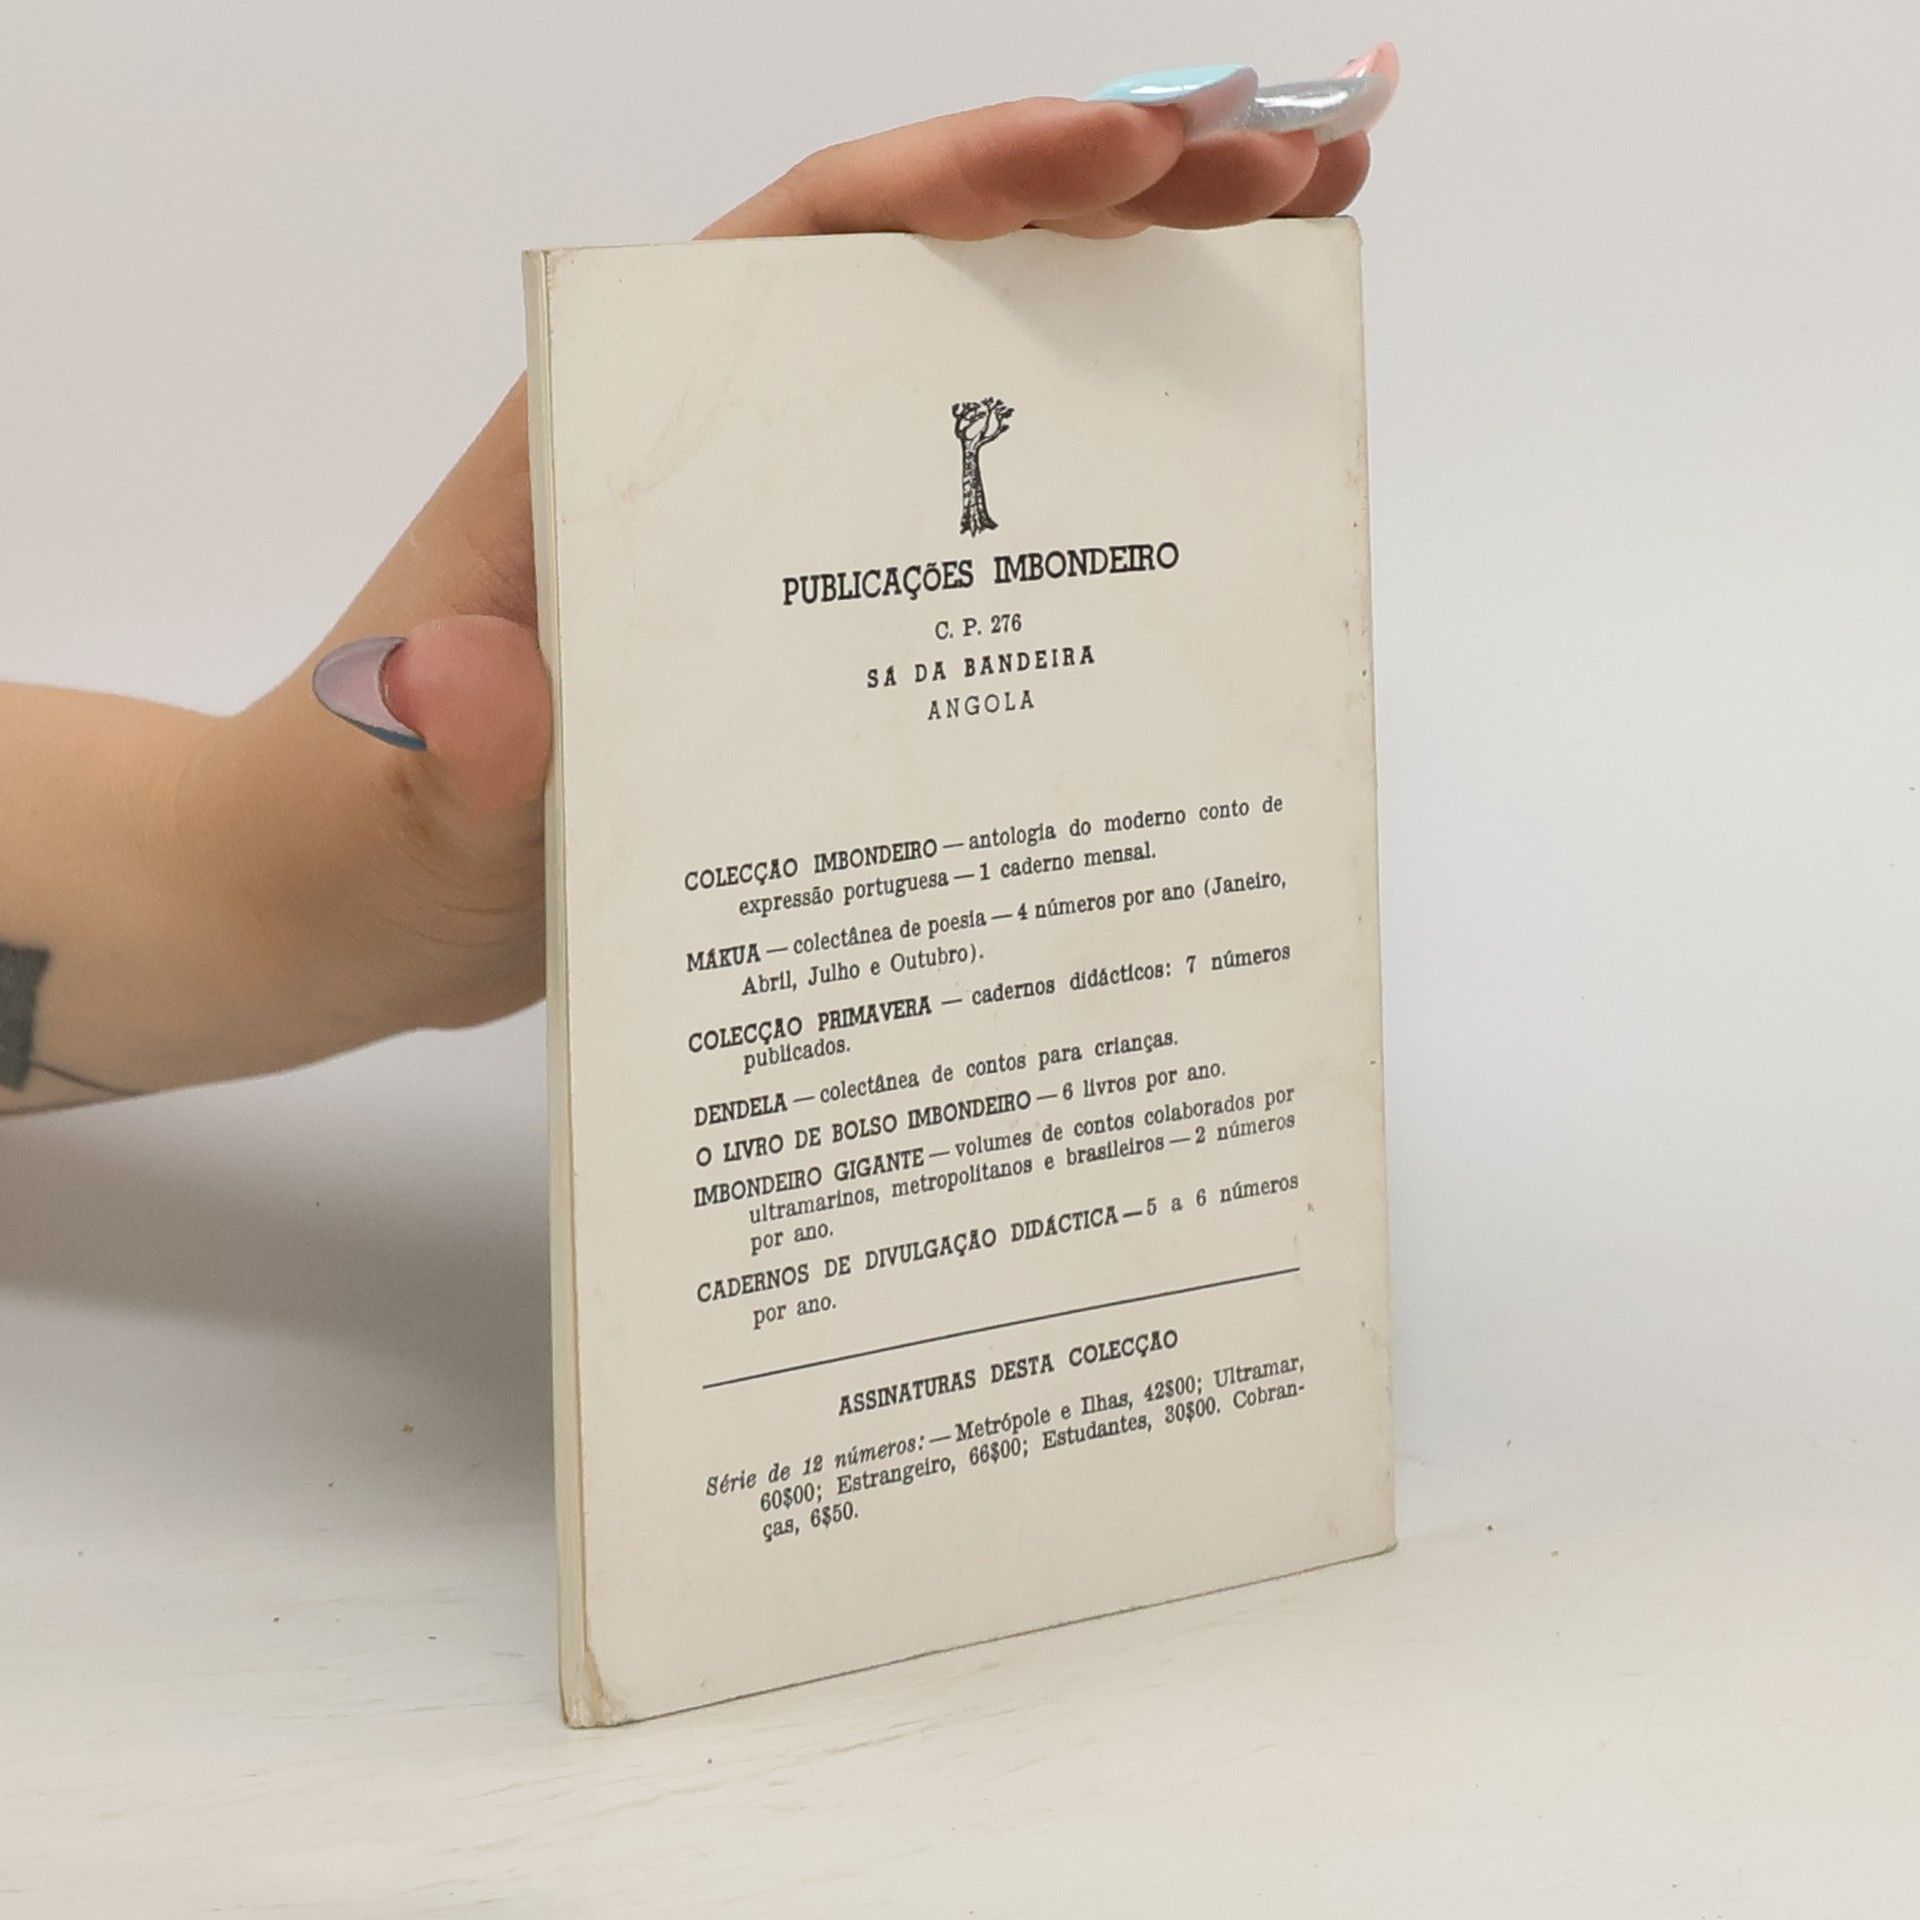 PUBLICAÇÕES IMBONDEIRO
C. P. 276
SÁ DA BANDEIRA
ANGOLA
COLECÇÃO IMBONDEIRO — antologia do moderno conto de
expressão portuguesa — 1 caderno mensal.
MÁKUA — colectânea de poesia — 4 números por ano (Janeiro,
Abril, Julho e Outubro).
COLECÇÃO PRIMAVERA — cadernos didácticos: 7 números
publicados.
DENDELA — colectânea de contos para crianças.
O LIVRO DE BOLSO IMBONDEIRO — 6 livros por ano.
IMBONDEIRO GIGANTE — volumes de contos colaborados por
ultramarinos, metropolitanos e brasileiros — 2 números
por ano.
CADERNOS DE DIVULGAÇÃO DIDÁCTICA — 5 a 6 números
por ano.
ASSINATURAS DESTA COLECÇÃO
Série de 12 números: — Metrópole e Ilhas, 42$00; Ultramar,
60$00; Estrangeiro, 66$00; Estudantes, 30$00. Cobran-
ças, 6$50.